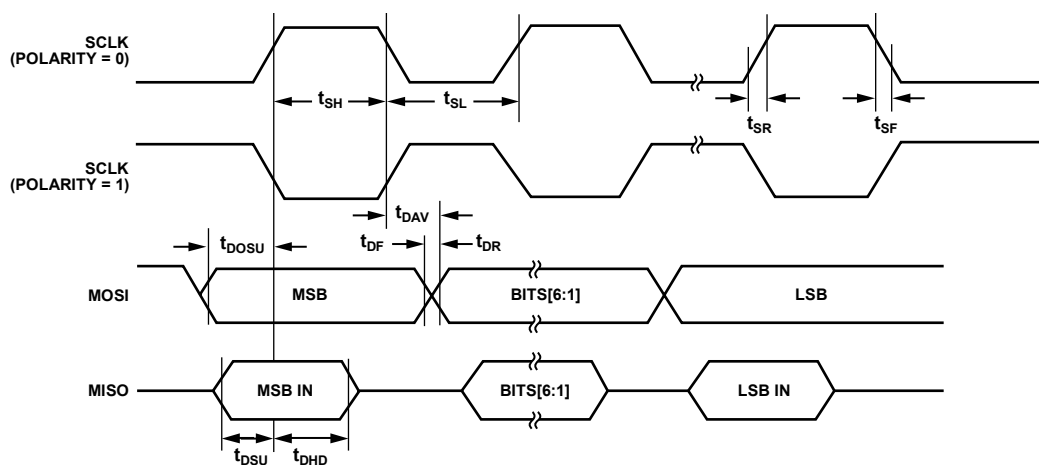 SCLK
(POLARITY = 0)
tSH
tSL
tSR
tSF
SCLK
(POLARITY = 1)
tDAV
tDOSU
tDF
tDR
MOSI
MSB
BITS[6:1]
LSB
MISO
MSB IN
BITS[6:1]
LSB IN
tDSU
tDHD